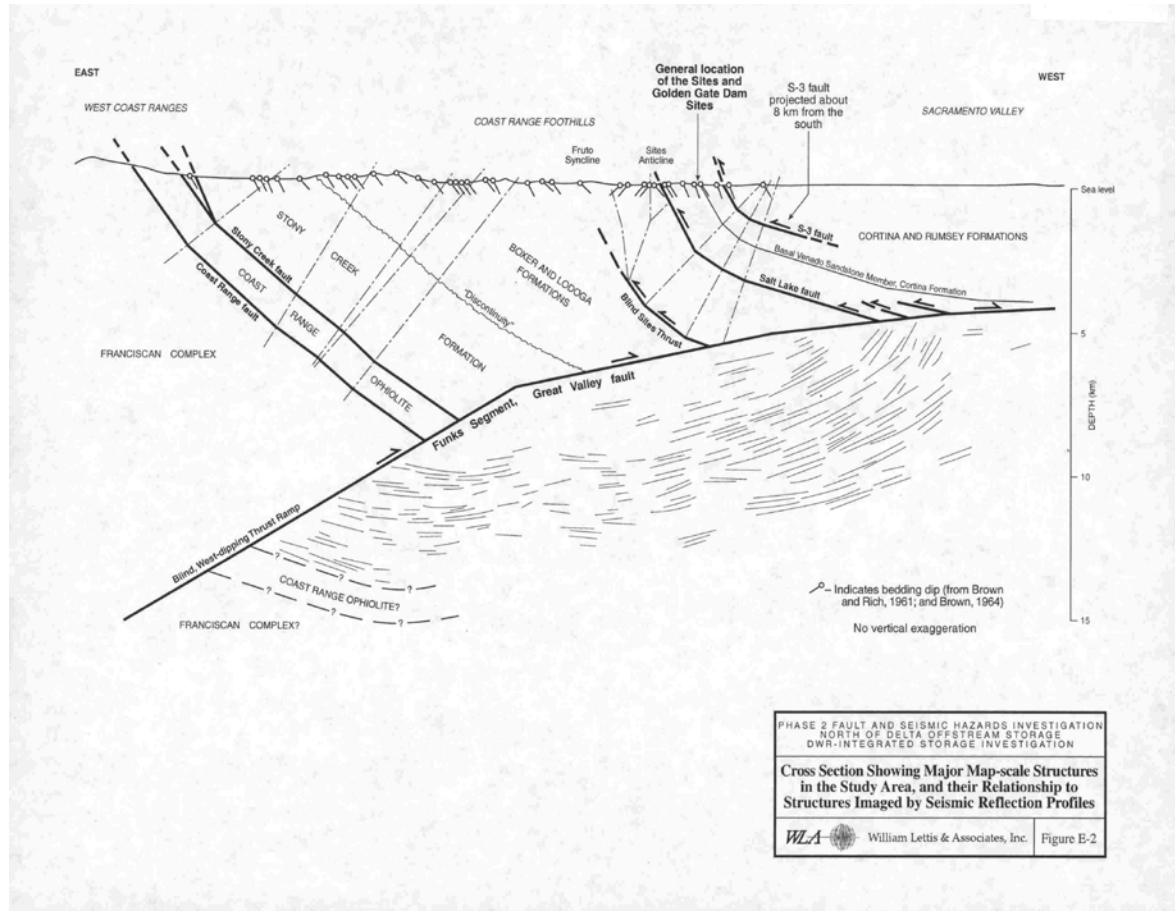 EAST
WEST
WEST COAST RANGES
COAST RANGE FOOTHILLS
SACRAMENTO VALLEY
General location
of the Sites and
Golden Gate Dam
Sites
S-3 fault
projected about
8 km from the
south
Fruto
Syncline
Sites
Anticline
Sea level
STONY
CREEK
FORMATION
Stony Creek fault
COAST
RANGE
OPHIOLITE
Coast Range fault
"Discontinuity"
BOXER AND LODOGA
FORMATIONS
Blind Sites Thrust
S-3 fault
CORTINA AND RUMSEY FORMATIONS
Basal Venado Sandstone Member, Cortina Formation
Salt Lake fault
FRANCISCAN COMPLEX
Funks Segment, Great Valley fault
5
DEPTH (km)
10
15
Blind, West-dipping Thrust Ramp
? ? ?
COAST RANGE OPHIOLITE?
? ? ? ?
FRANCISCAN COMPLEX?
Indicates bedding dip (from Brown
and Rich, 1961; and Brown, 1964)
No vertical exaggeration
PHASE 2 FAULT AND SEISMIC HAZARDS INVESTIGATION
NORTH OF DELTA OFFSTREAM STORAGE
DWR-INTEGRATED STORAGE INVESTIGATION
Cross Section Showing Major Map-scale Structures
in the Study Area, and their Relationship to
Structures Imaged by Seismic Reflection Profiles
WLA William Lettis & Associates, Inc. Figure E-2